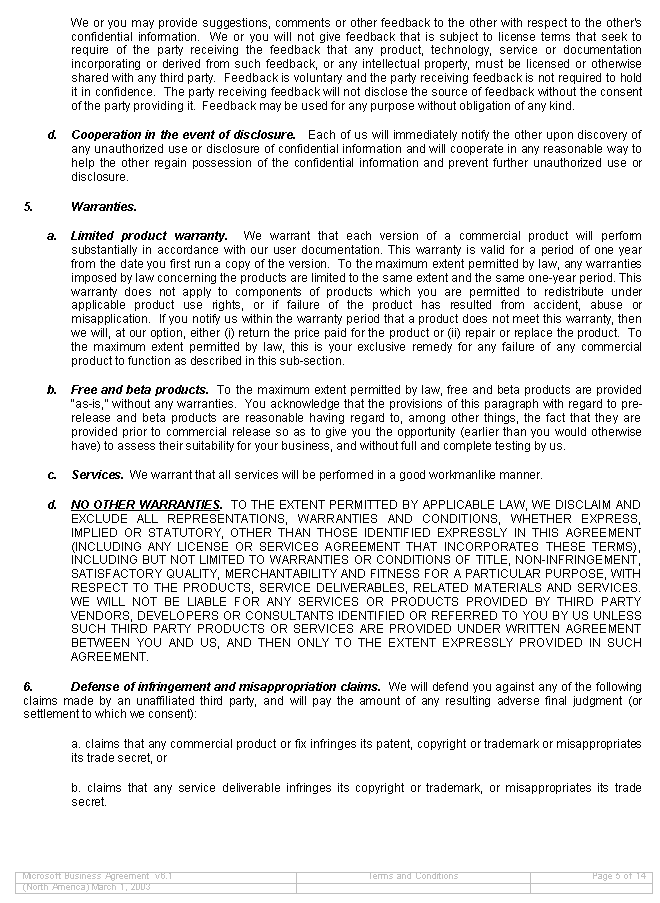 We or you may provide suggestions, comments or other feedback to the other with respect to the other's
confidential information. We or you will not give feedback that is subject to license terms that seek to
require of the party receiving the feedback that any product, technology, service or documentation
incorporating or derived from such feedback, or any intellectual property, must be licensed or otherwise
shared with any third party. Feedback is voluntary and the party receiving feedback is not required to hold
it in confidence. The party receiving feedback will not disclose the source of feedback without the consent
of the party providing it. Feedback may be used for any purpose without obligation of any kind.
d. Cooperation in the event of disclosure. Each of us will immediately notify the other upon discovery of
any unauthorized use or disclosure of confidential information and will cooperate in any reasonable way to
help the other regain possession of the confidential information and prevent further unauthorized use or
disclosure.
5. Warranties.
a. Limited product warranty. We warrant that each version of a commercial product will perform
substantially in accordance with our user documentation. This warranty is valid for a period of one year
from the date you first run a copy of the version. To the maximum extent permitted by law, any warranties
imposed by law concerning the products are limited to the same extent and the same one-year period. This
warranty does not apply to components of products which you are permitted to redistribute under
applicable product use rights, or if failure of the product has resulted from accident, abuse or
misapplication. If you notify us within the warranty period that a product does not meet this warranty, then
we will, at our option, either (i) return the price paid for the product or (ii) repair or replace the product. To
the maximum extent permitted by law, this is your exclusive remedy for any failure of any commercial
product to function as described in this sub-section.
b. Free and beta products. To the maximum extent permitted by law, free and beta products are provided
"as-is," without any warranties. You acknowledge that the provisions of this paragraph with regard to pre-
release and beta products are reasonable having regard to, among other things, the fact that they are
provided prior to commercial release so as to give you the opportunity (earlier than you would otherwise
have) to assess their suitability for your business, and without full and complete testing by us.
c. Services. We warrant that all services will be performed in a good workmanlike manner.
d. NO OTHER WARRANTIES. TO THE EXTENT PERMITTED BY APPLICABLE LAW, WE DISCLAIM AND
EXCLUDE ALL REPRESENTATIONS, WARRANTIES AND CONDITIONS, WHETHER EXPRESS,
IMPLIED OR STATUTORY, OTHER THAN THOSE IDENTIFIED EXPRESSLY IN THIS AGREEMENT
(INCLUDING ANY LICENSE OR SERVICES AGREEMENT THAT INCORPORATES THESE TERMS),
INCLUDING BUT NOT LIMITED TO WARRANTIES OR CONDITIONS OF TITLE, NON-INFRINGEMENT,
SATISFACTORY QUALITY, MERCHANTABILITY AND FITNESS FOR A PARTICULAR PURPOSE, WITH
RESPECT TO THE PRODUCTS, SERVICE DELIVERABLES, RELATED MATERIALS AND SERVICES.
WE WILL NOT BE LIABLE FOR ANY SERVICES OR PRODUCTS PROVIDED BY THIRD PARTY
VENDORS, DEVELOPERS OR CONSULTANTS IDENTIFIED OR REFERRED TO YOU BY US UNLESS
SUCH THIRD PARTY PRODUCTS OR SERVICES ARE PROVIDED UNDER WRITTEN AGREEMENT
BETWEEN YOU AND US, AND THEN ONLY TO THE EXTENT EXPRESSLY PROVIDED IN SUCH
AGREEMENT.
6. Defense of infringement and misappropriation claims. We will defend you against any of the following
claims made by an unaffiliated third party, and will pay the amount of any resulting adverse final judgment (or
settlement to which we consent):
a. claims that any commercial product or fix infringes its patent, copyright or trademark or misappropriates
its trade secret, or
b. claims that any service deliverable infringes its copyright or trademark, or misappropriates its trade
secret.
Microsoft Business Agreement v6.1 Terms and Conditions Page 5 of 14
(North America) March 1, 2003